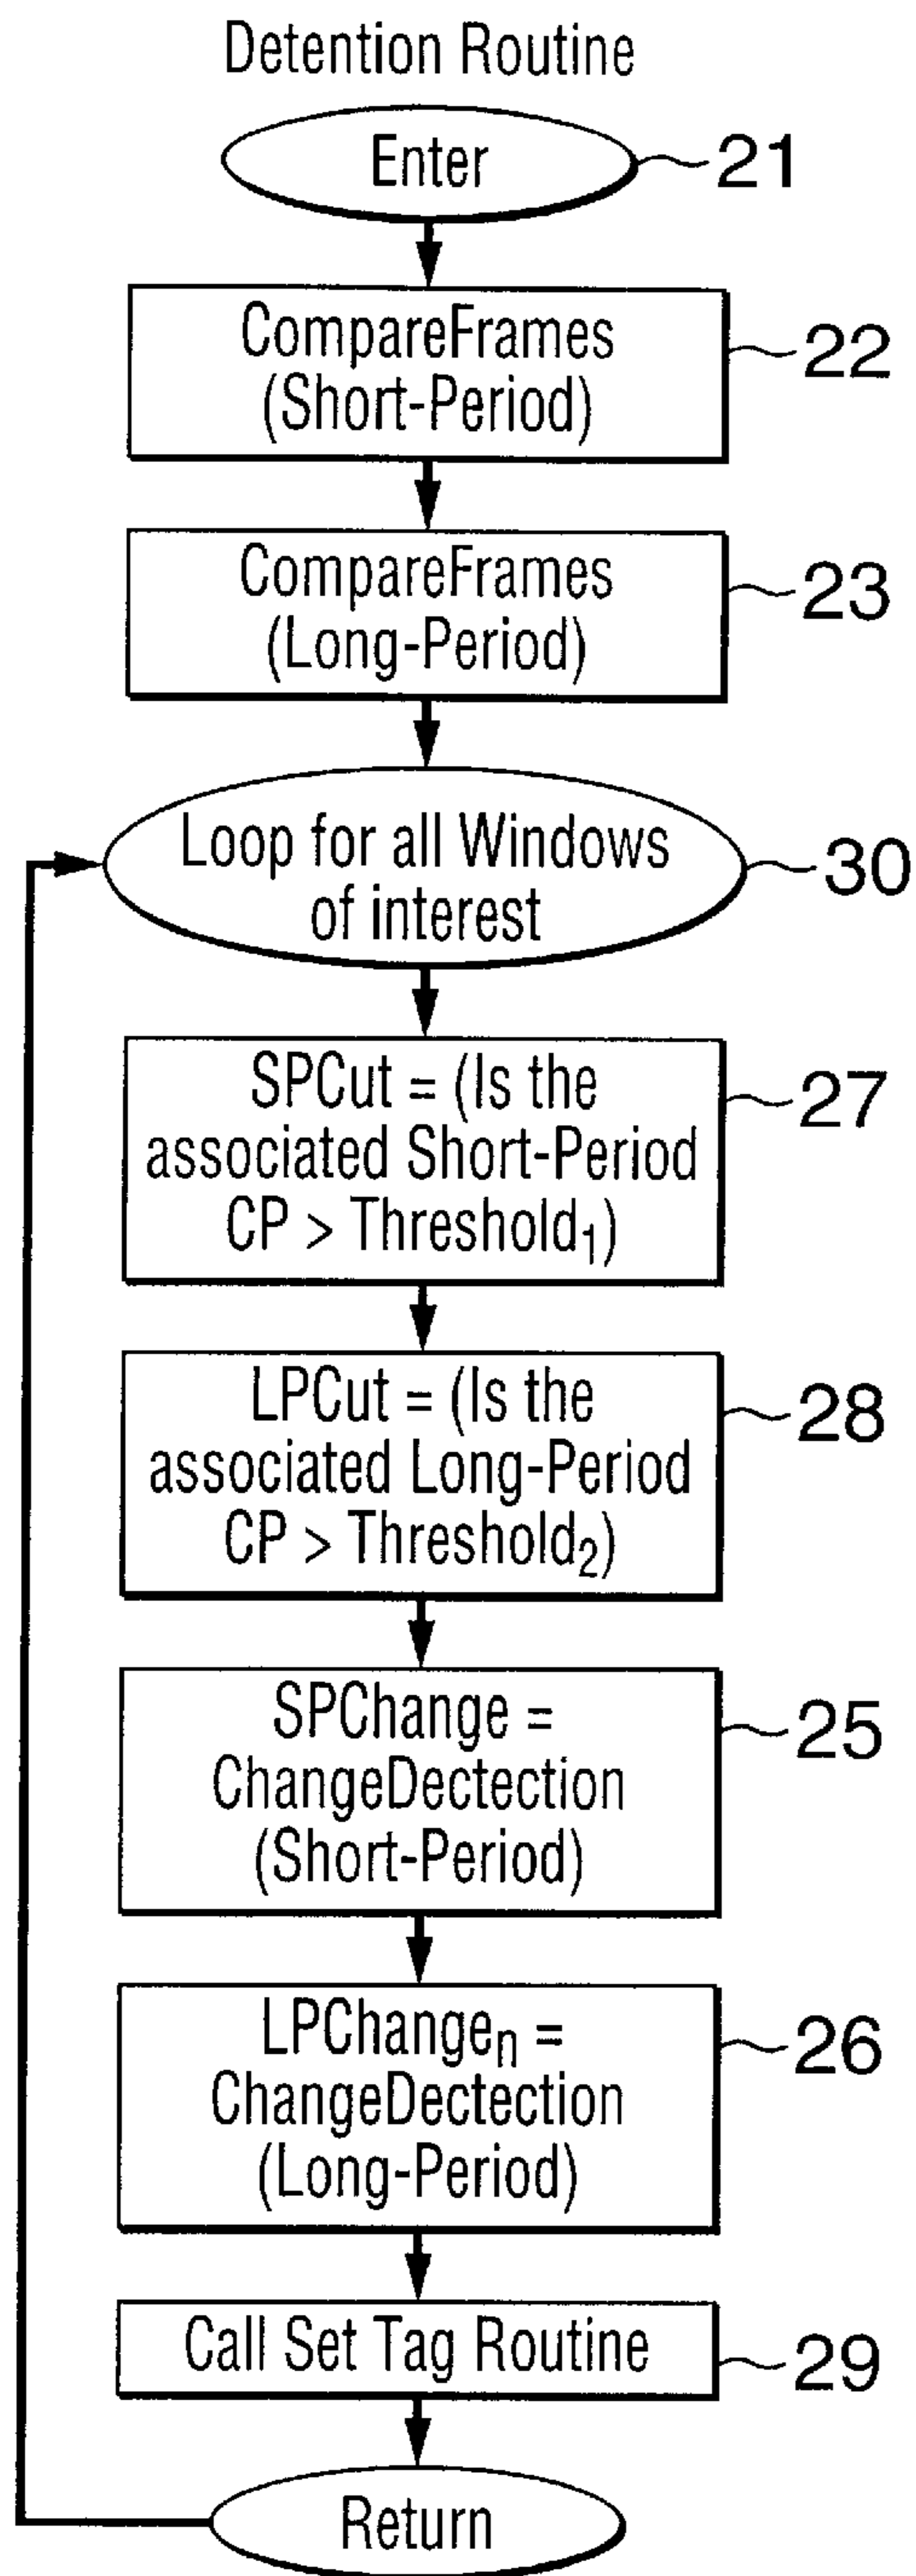 Detention Routine
Enter
21
CompareFrames
(Short-Period)
22
CompareFrames
(Long-Period)
23
Loop for all Windows
of interest
30
SPCut = (Is the
associated Short-Period
CP > Threshold₁)
27
LPCut = (Is the
associated Long-Period
CP > Threshold₂)
28
SPChange =
ChangeDectection
(Short-Period)
25
LPChangeₙ =
ChangeDectection
(Long-Period)
26
Call Set Tag Routine
29
Return